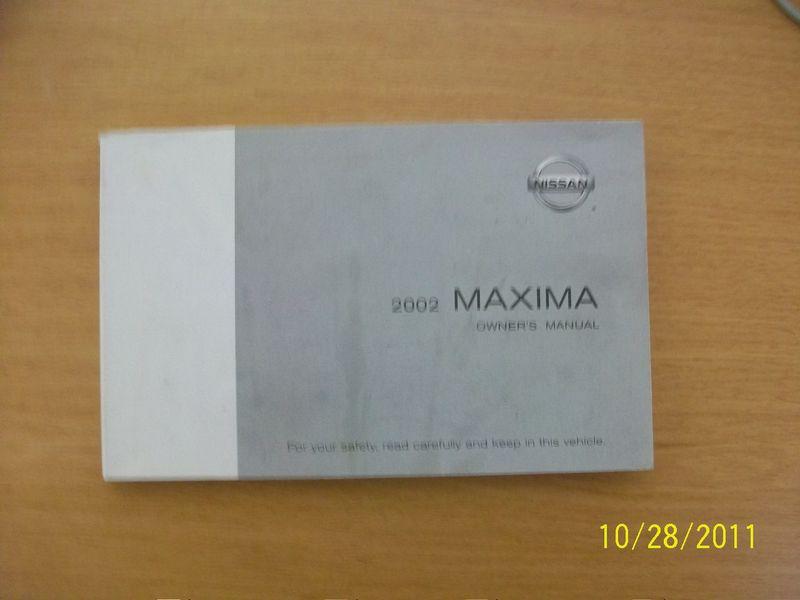 NISSAN
2002 MAXIMA
OWNER'S MANUAL
For your safety, read carefully and keep in this vehicle.
10/28/2011